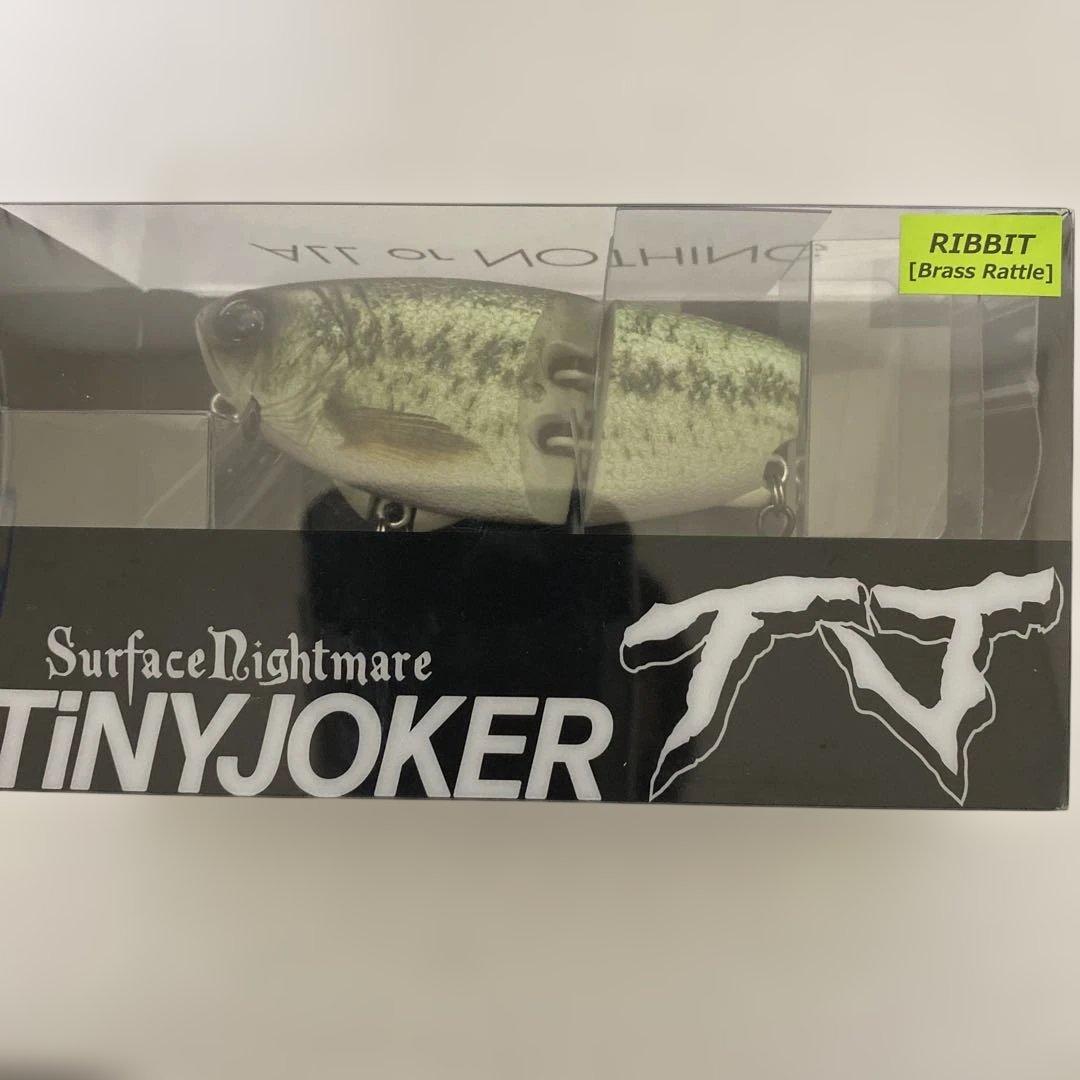 ALL or NOTHING
RIBBIT
[Brass Rattle]
SurfaceNightmare
TiNYJOKER
TJ